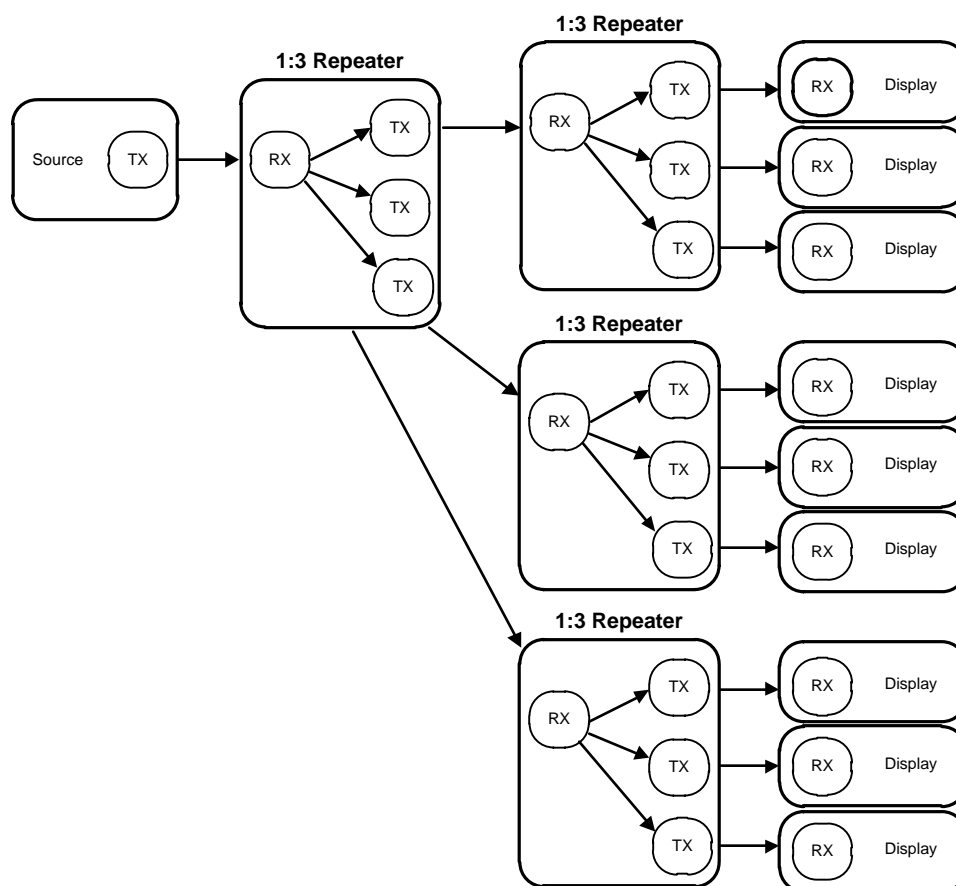 1:3 Repeater
1:3 Repeater
Source
TX
RX
TX
TX
TX
RX
TX
TX
TX
RX
Display
RX
Display
RX
Display
1:3 Repeater
RX
TX
TX
TX
RX
Display
RX
Display
RX
Display
1:3 Repeater
RX
TX
TX
TX
RX
Display
RX
Display
RX
Display